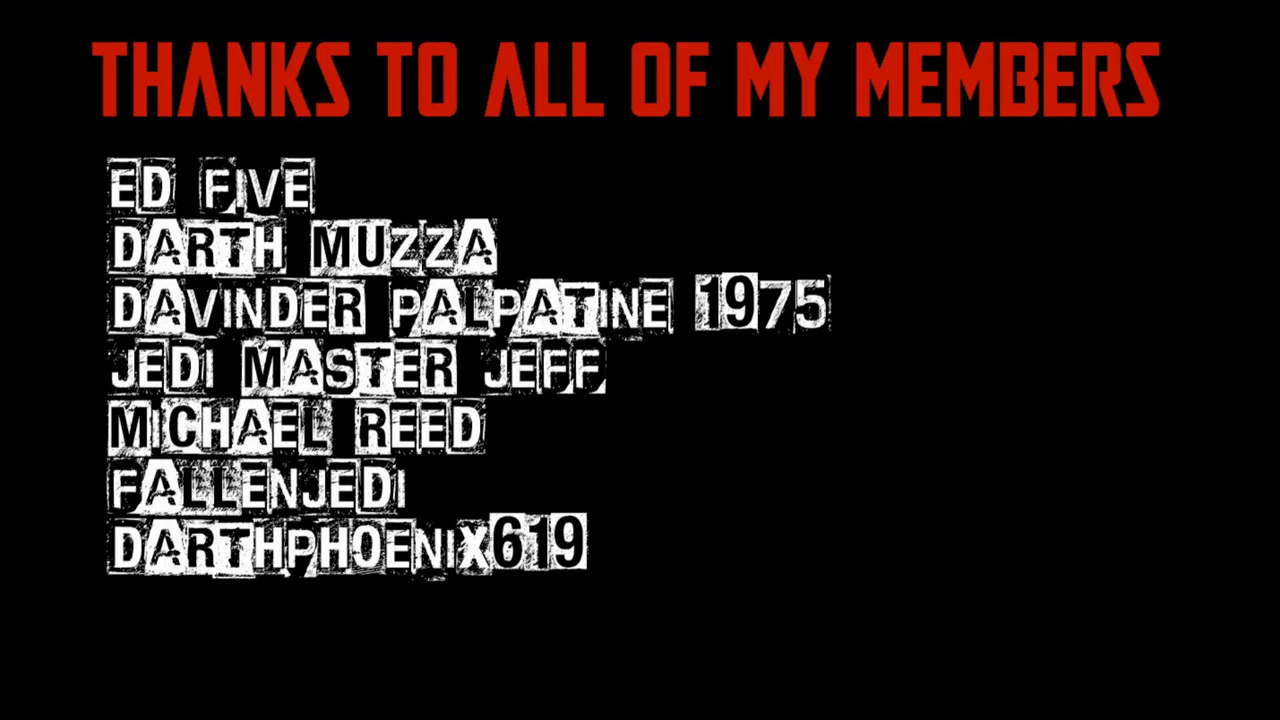 THANKS TO ALL OF MY MEMBERS
ED FIVE
DARTH MUZZA
DAVINDER PALPATINE 1975
JEDI MASTER JEFF
MICHAEL REED
FALLENJEDI
DARTHPHOENIX619